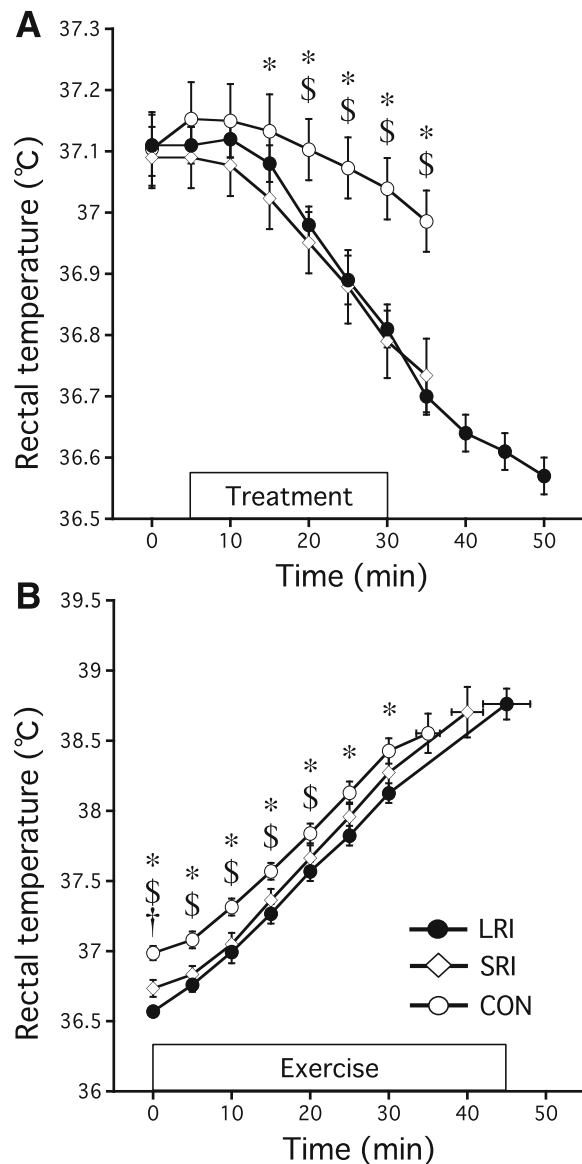 A
37.3
37.2
37.1
37
36.9
36.8
36.7
36.6
36.5
Rectal temperature (°C)
* * * * *
$ $ $ $
Treatment
0 10 20 30 40 50
Time (min)
B
39.5
39
38.5
38
37.5
37
36.5
36
Rectal temperature (°C)
* * * * * * *
$ $ $ $ $
†
LRI
SRI
CON
Exercise
0 10 20 30 40 50
Time (min)